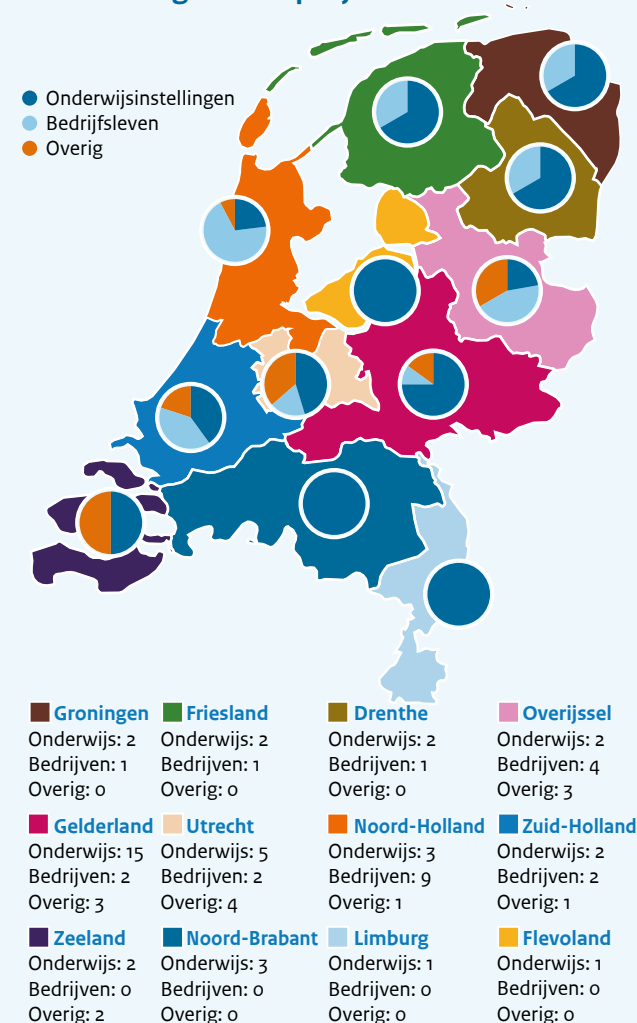 Onderwijsinstellingen
Bedrijfsleven
Overig
Groningen
Onderwijs: 2
Bedrijven: 1
Overig: 0
Friesland
Onderwijs: 2
Bedrijven: 1
Overig: 0
Drenthe
Onderwijs: 2
Bedrijven: 1
Overig: 0
Overijssel
Onderwijs: 2
Bedrijven: 4
Overig: 3
Gelderland
Onderwijs: 15
Bedrijven: 2
Overig: 3
Utrecht
Onderwijs: 5
Bedrijven: 2
Overig: 4
Noord-Holland
Onderwijs: 3
Bedrijven: 9
Overig: 1
Zuid-Holland
Onderwijs: 2
Bedrijven: 2
Overig: 1
Zeeland
Onderwijs: 2
Bedrijven: 0
Overig: 2
Noord-Brabant
Onderwijs: 3
Bedrijven: 0
Overig: 0
Limburg
Onderwijs: 1
Bedrijven: 0
Overig: 0
Flevoland
Onderwijs: 1
Bedrijven: 0
Overig: 0